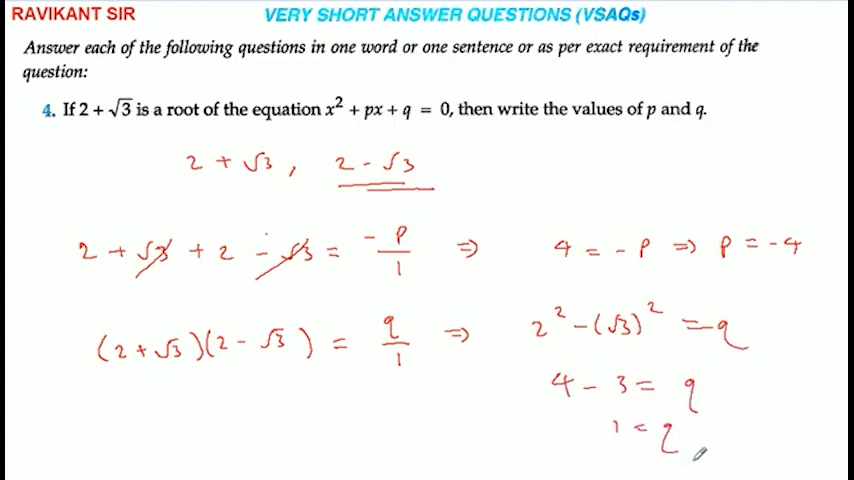 RAVIKANT SIR
VERY SHORT ANSWER QUESTIONS (VSAQs)
Answer each of the following questions in one word or one sentence or as per exact requirement of the
question:
4. If 2 + √3 is a root of the equation x² + px + q = 0, then write the values of p and q.
2 + √3 , 2 - √3
2 + √3 + 2 - √3 = -p/1 ⇒ 4 = -p ⇒ p = -4
(2 + √3)(2 - √3) = q/1 ⇒ 2² - (√3)² = q
4 - 3 = q
1 = q